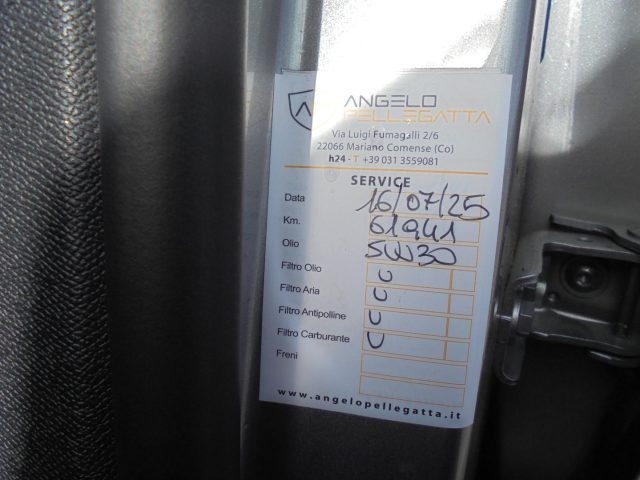 ANGELO
PELLEGATTA
Via Luigi Fumagalli 2/6
22066 Mariano Comense (Co)
h24 - T +39 031 3559081
SERVICE
Data 16/07/25
Km. 61941
Olio 5W30
Filtro Olio U
Filtro Aria U
Filtro Antipolline U
Filtro Carburante U
Freni
www.angelopellegatta.it